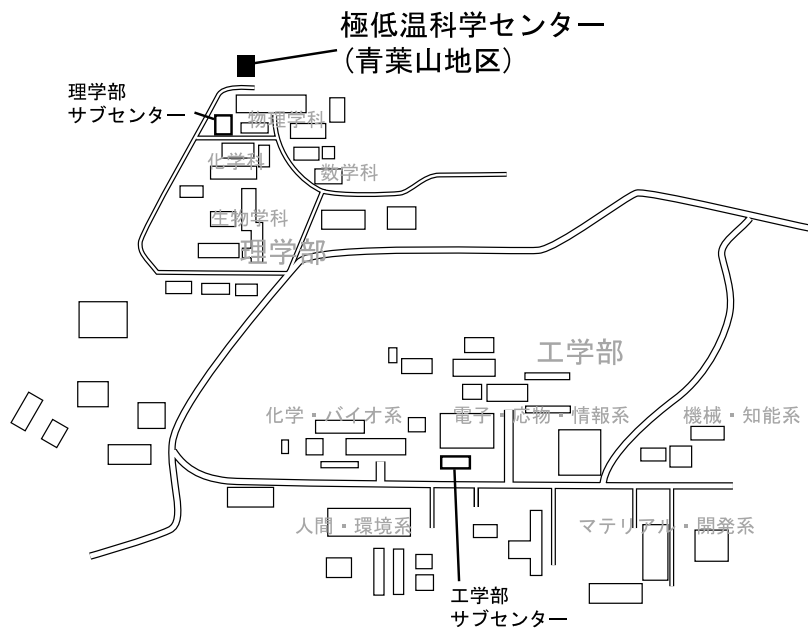 極低温科学センター
(青葉山地区)
理学部
サブセンター
物理学科
化学科
数学科
生物学科
理学部
工学部
化学・バイオ系
電子・応物・情報系
機械・知能系
人間・環境系
マテリアル・開発系
工学部
サブセンター